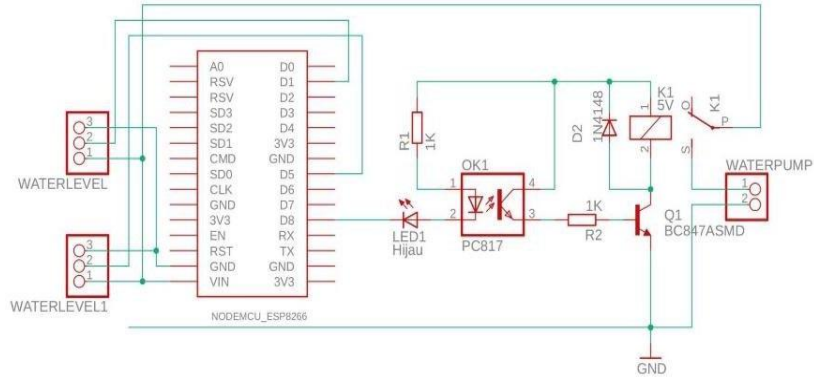 3
2
1
WATERLEVEL
3
2
1
WATERLEVEL1
A0
RSV
RSV
SD3
SD2
SD1
CMD
SD0
CLK
GND
3V3
EN
RST
GND
VIN
D0
D1
D2
D3
D4
3V3
GND
D5
D6
D7
D8
RX
TX
GND
3V3
NODEMCU_ESP8266
R1
1K
OK1
1
2
4
3
PC817
LED1
Hijau
D2
1N4148
K1
5V
1
2
1K
R2
Q1
BC847ASMD
O
S
P
K1
WATERPUMP
1
2
GND